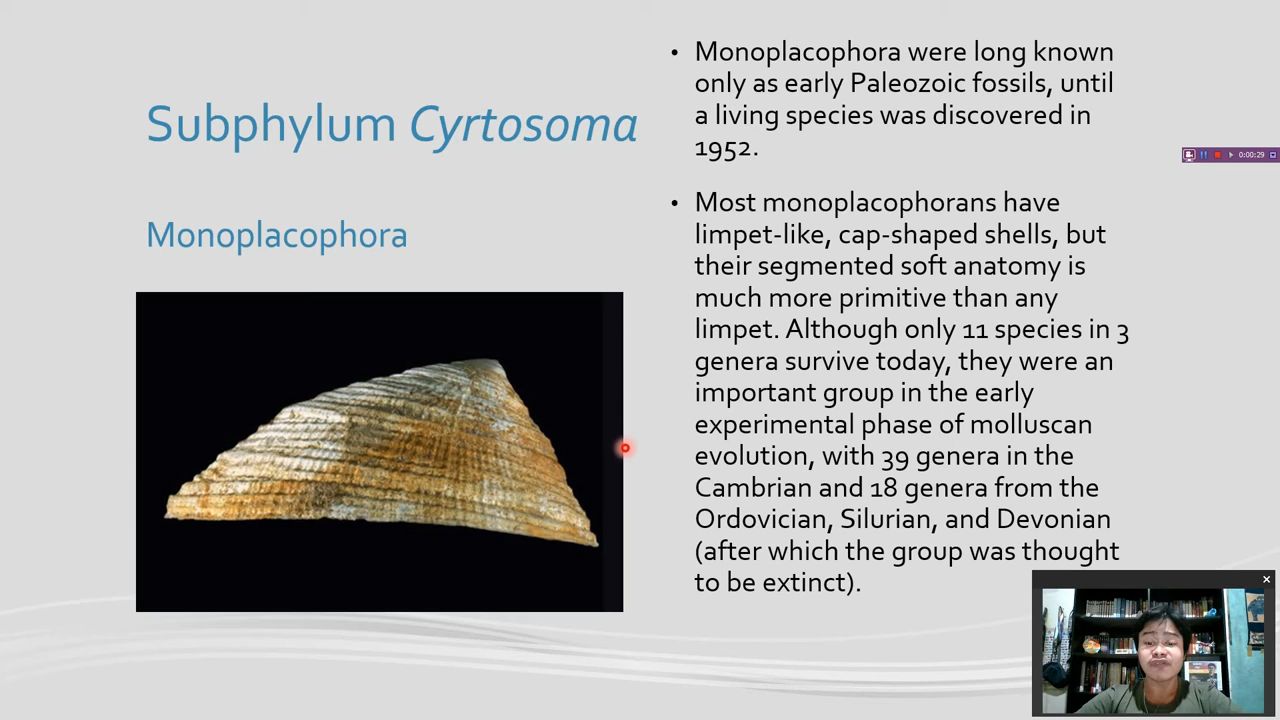 Subphylum Cyrtosoma
Monoplacophora
• Monoplacophora were long known
only as early Paleozoic fossils, until
a living species was discovered in
1952.
• Most monoplacophorans have
limpet-like, cap-shaped shells, but
their segmented soft anatomy is
much more primitive than any
limpet. Although only 11 species in 3
genera survive today, they were an
important group in the early
experimental phase of molluscan
evolution, with 39 genera in the
Cambrian and 18 genera from the
Ordovician, Silurian, and Devonian
(after which the group was thought
to be extinct).
0:00:29